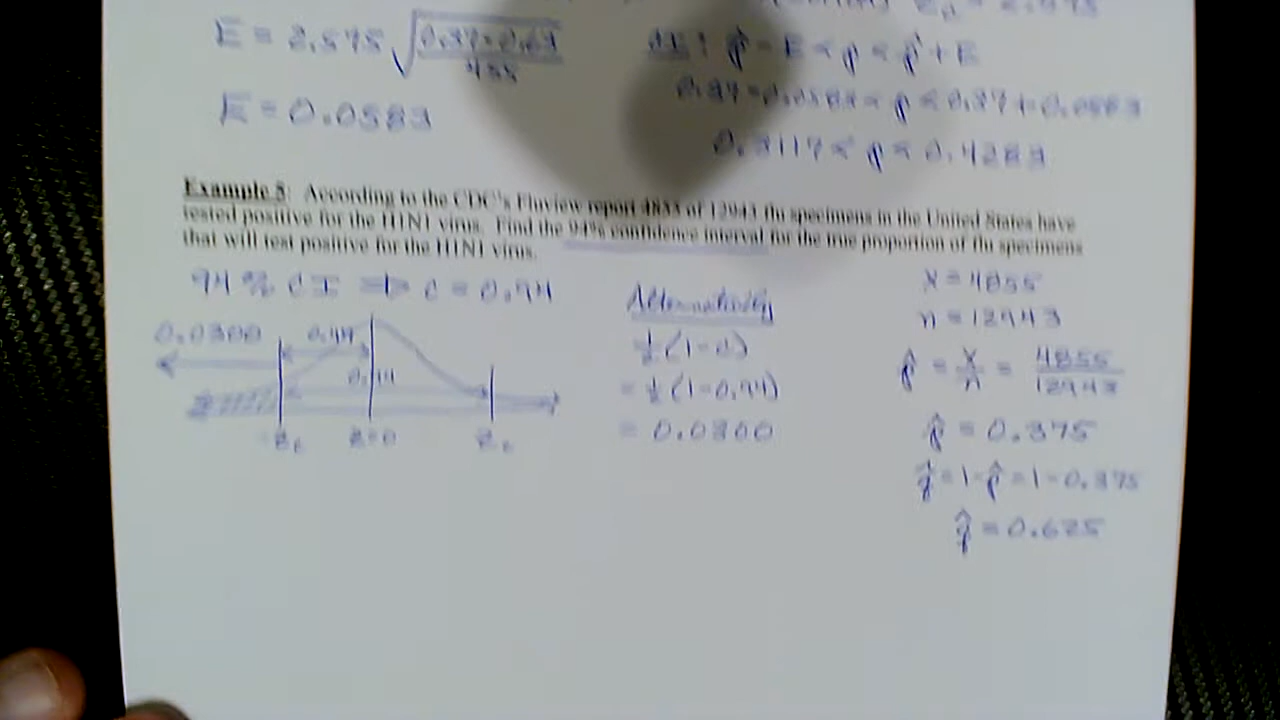 E = 2.575 √(0.37·0.63 / 455)
CI: p̂ - E < p < p̂ + E
0.37 - 0.0583 < p < 0.37 + 0.0583
E = 0.0583
0.3117 < p < 0.4283
Example 5: According to the CDC's Fluview report 4855 of 12943 flu specimens in the United States have
tested positive for the H1N1 virus. Find the 94% confidence interval for the true proportion of flu specimens
that will test positive for the H1N1 virus.
94% CI ⇒ c = 0.94
0.0300
0.94
-Zc Z=0 Zc
Alternatively
½(1-c)
= ½(1-0.94)
= 0.0300
x = 4855
n = 12943
p̂ = x/n = 4855/12943
p̂ = 0.375
q̂ = 1 - p̂ = 1 - 0.375
q̂ = 0.625